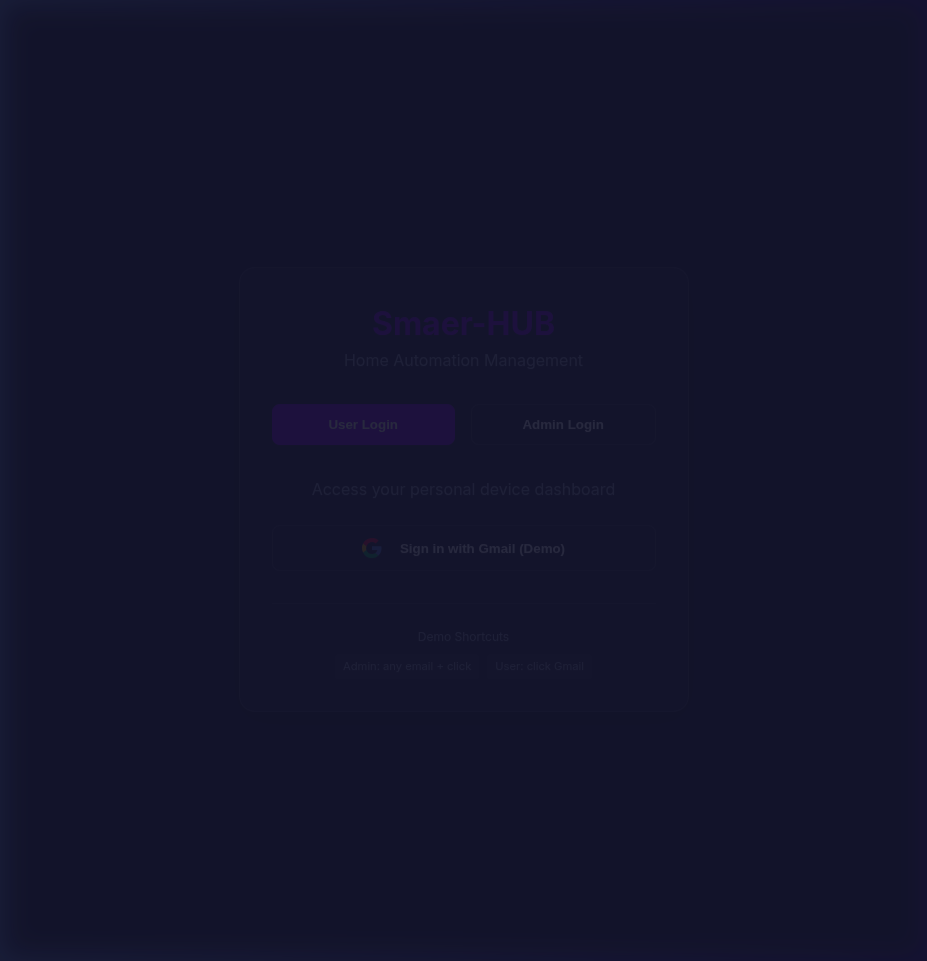 Smaer-HUB
Home Automation Management
User Login Admin Login
Access your personal device dashboard
Sign in with Gmail (Demo)
Demo Shortcuts
Admin: any email + click User: click Gmail